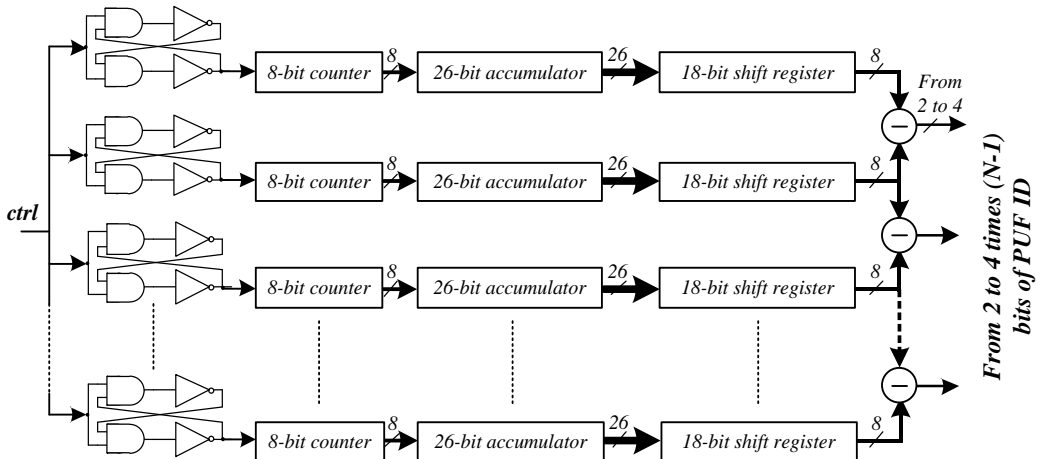 8
26
8
From
2 to 4
8-bit counter
26-bit accumulator
18-bit shift register
8
26
8
8-bit counter
26-bit accumulator
18-bit shift register
ctrl
8
26
8
8-bit counter
26-bit accumulator
18-bit shift register
From 2 to 4 times (N-1)
bits of PUF ID
8
26
8
8-bit counter
26-bit accumulator
18-bit shift register